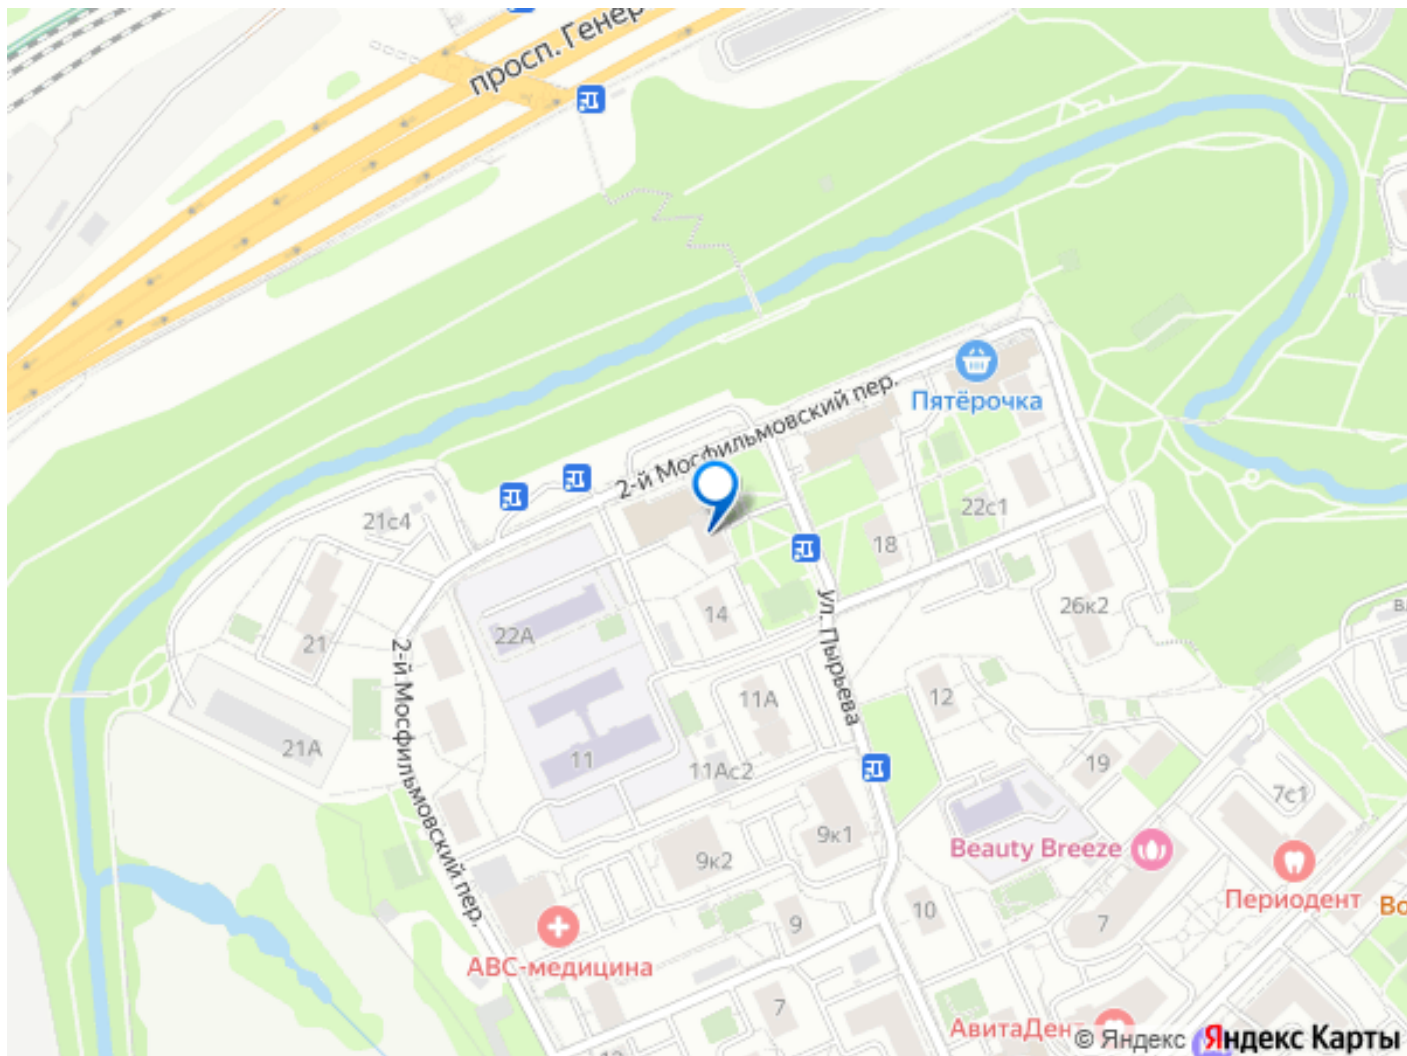 просп. Генер
Пятёрочка
2-й Мосфильмовский пер.
21с4
22с1
18
14
26к2
22А
21
ул. Пырьева
2-й Мосфильмовский пер.
12
11А
21А
11
11Ас2
19
7с1
9к1
Beauty Breeze
9к2
Периодент
Во
10
9
7
АВС-медицина
7
АвитаДент
© Яндекс Яндекс Карты